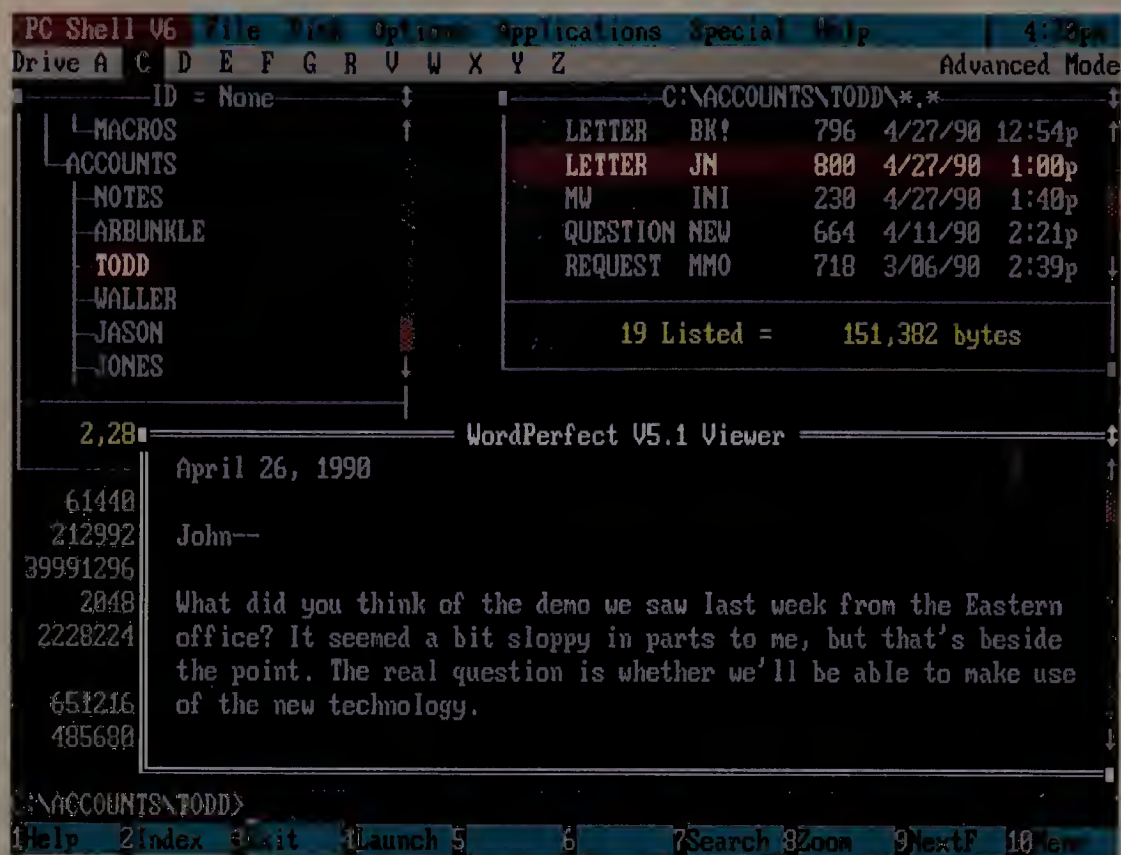 PC Shell V6 File Disk Options Applications Special Help 4:20pm
Drive A C D E F G R V W X Y Z Advanced Mode
ID = None
MACROS
ACCOUNTS
NOTES
ARBUNKLE
TODD
WALLER
JASON
JONES
C:\ACCOUNTS\TODD\*.*
LETTER BK! 796 4/27/90 12:54p
LETTER JN 800 4/27/90 1:00p
MW INI 230 4/27/90 1:40p
QUESTION NEW 664 4/11/90 2:21p
REQUEST MMO 718 3/06/90 2:39p
19 Listed = 151,382 bytes
2,28
61440
212992
39991296
2048
2228224
651216
485680
WordPerfect V5.1 Viewer
April 26, 1990
John--
What did you think of the demo we saw last week from the Eastern
office? It seemed a bit sloppy in parts to me, but that's beside
the point. The real question is whether we'll be able to make use
of the new technology.
C:\ACCOUNTS\TODD>
1Help 2Index 3Exit 4Launch 5 6 7Search 8Zoom 9NextF 10Menu